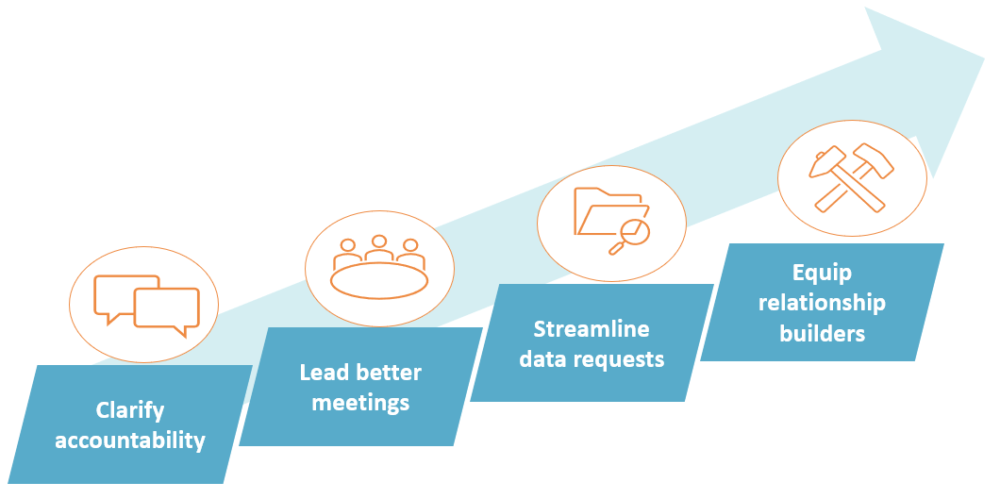 Clarify
accountability
Lead better
meetings
Streamline
data requests
Equip
relationship
builders